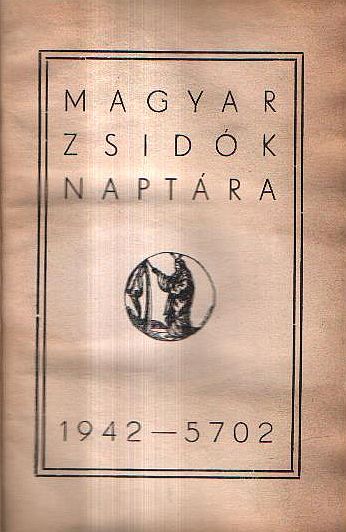 MAGYAR
ZSIDÓK
NAPTÁRA
1942—5702